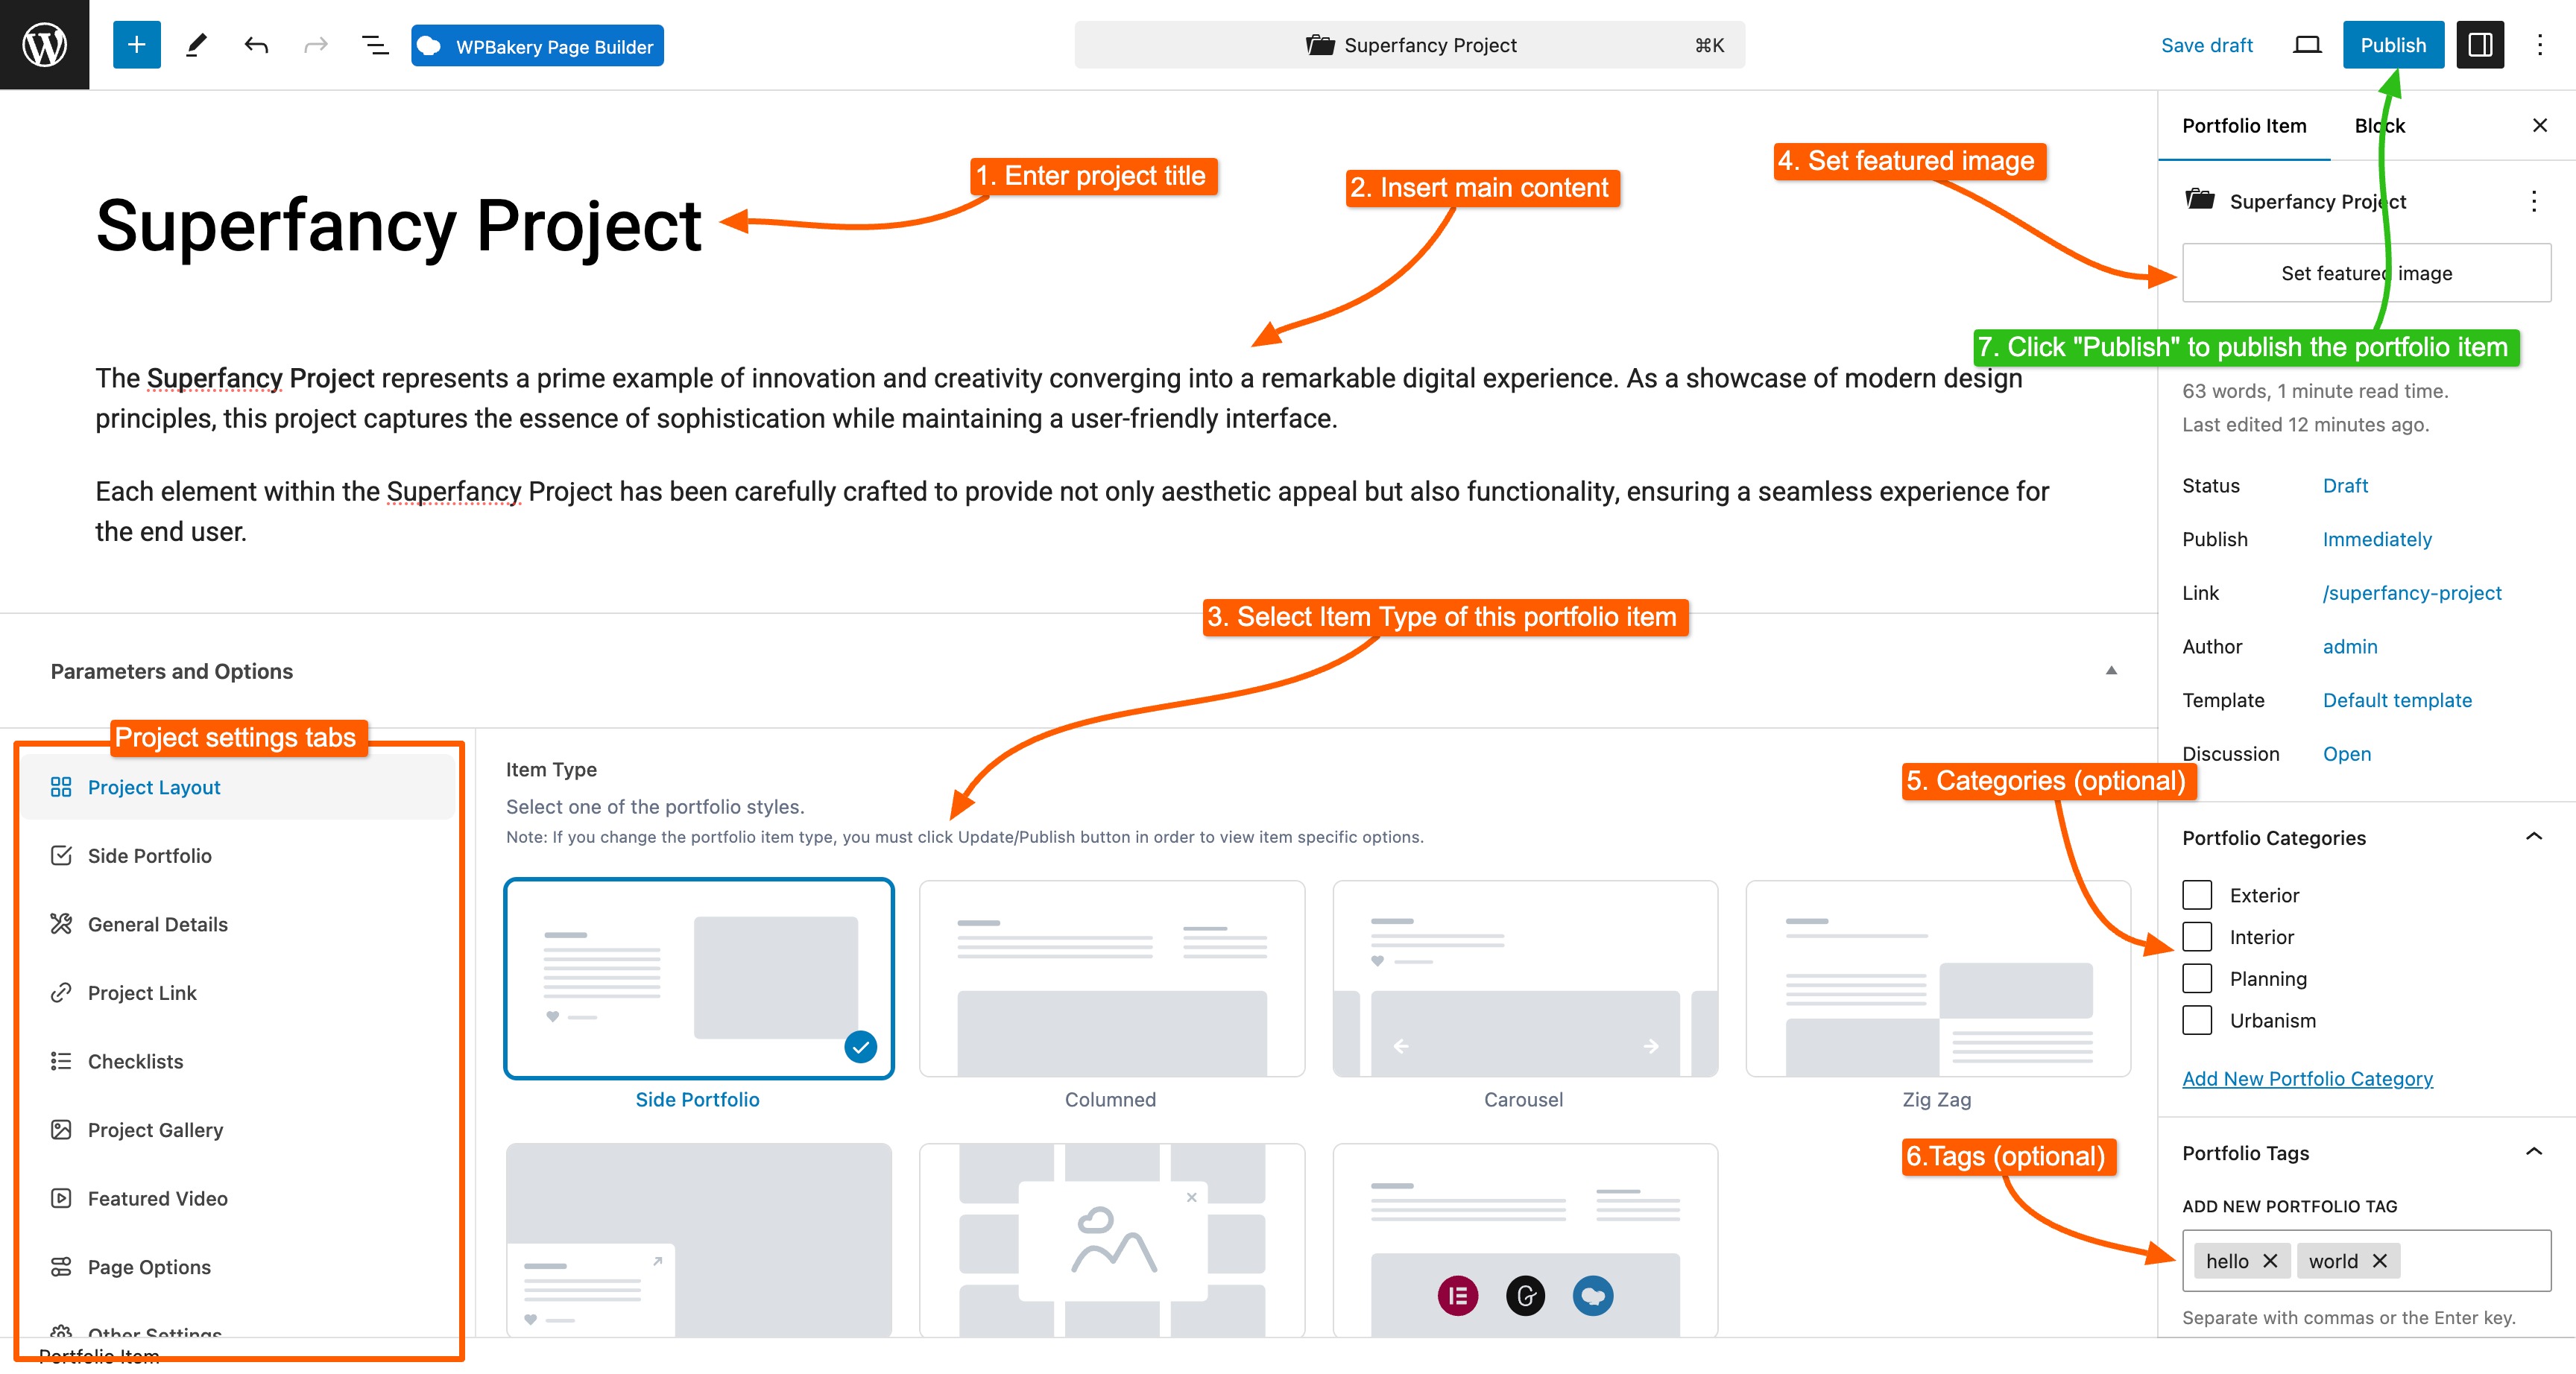 WPBakery Page Builder
Superfancy Project
⌘K
Save draft
Publish
1. Enter project title
2. Insert main content
4. Set featured image
Superfancy Project
The Superfancy Project represents a prime example of innovation and creativity converging into a remarkable digital experience. As a showcase of modern design
principles, this project captures the essence of sophistication while maintaining a user-friendly interface.
Each element within the Superfancy Project has been carefully crafted to provide not only aesthetic appeal but also functionality, ensuring a seamless experience for
the end user.
3. Select Item Type of this portfolio item
Parameters and Options
Project settings tabs
Project Layout
Side Portfolio
General Details
Project Link
Checklists
Project Gallery
Featured Video
Page Options
Other Settings
Portfolio Item
Item Type
Select one of the portfolio styles.
Note: If you change the portfolio item type, you must click Update/Publish button in order to view item specific options.
Side Portfolio
Columned
Carousel
Zig Zag
Portfolio Item
Block
Superfancy Project
Set featured image
7. Click "Publish" to publish the portfolio item
63 words, 1 minute read time.
Last edited 12 minutes ago.
Status Draft
Publish Immediately
Link /superfancy-project
Author admin
Template Default template
Discussion Open
5. Categories (optional)
Portfolio Categories
Exterior
Interior
Planning
Urbanism
Add New Portfolio Category
6.Tags (optional)
Portfolio Tags
ADD NEW PORTFOLIO TAG
hello
world
Separate with commas or the Enter key.